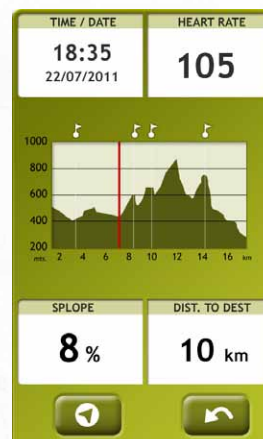 TIME / DATE
18:35
22/07/2011
HEART RATE
105
1000
800
600
400
200
mts. 2 4 6 8 10 12 14 16 km
SPLOPE
8 %
DIST. TO DEST
10 km